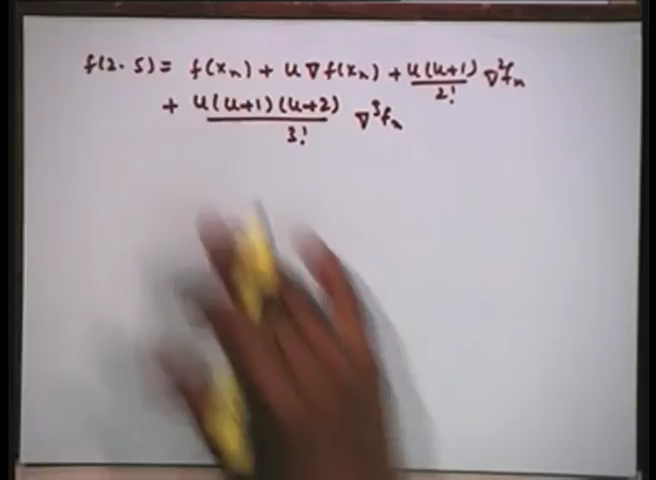 f(2.5) = f(xₙ) + u ∇f(xₙ) + u(u+1)/2! ∇²fₙ
+ u(u+1)(u+2)/3! ∇³fₙ